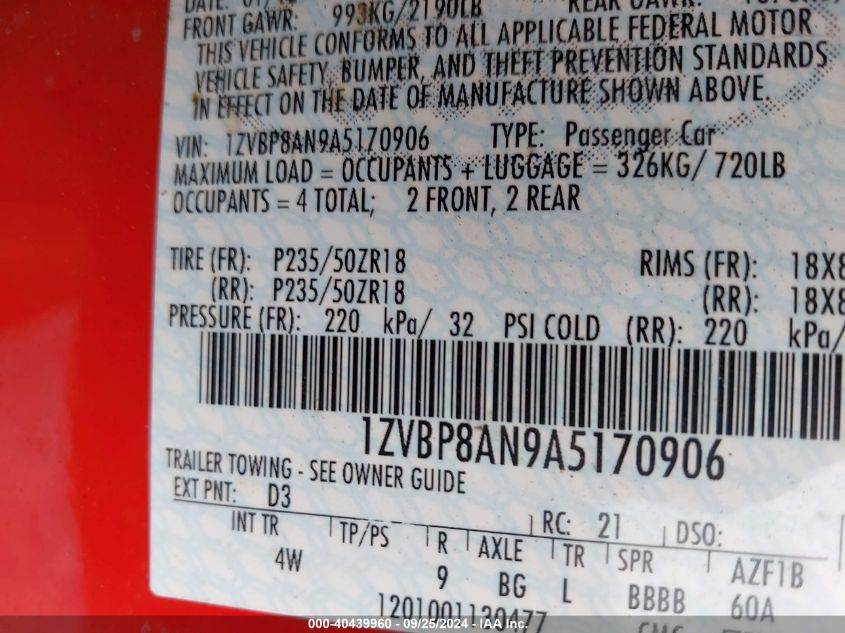 FRONT GAWR: 993KG/2190LB REAR GAWR:
THIS VEHICLE CONFORMS TO ALL APPLICABLE FEDERAL MOTOR
VEHICLE SAFETY, BUMPER, AND THEFT PREVENTION STANDARDS
IN EFFECT ON THE DATE OF MANUFACTURE SHOWN ABOVE.
VIN: 1ZVBP8AN9A5170906 TYPE: Passenger Car
MAXIMUM LOAD = OCCUPANTS + LUGGAGE = 326KG/ 720LB
OCCUPANTS = 4 TOTAL; 2 FRONT, 2 REAR
TIRE (FR): P235/50ZR18 RIMS (FR): 18X8
(RR): P235/50ZR18 (RR): 18X8
PRESSURE (FR): 220 kPa/ 32 PSI COLD (RR): 220 kPa/
1ZVBP8AN9A5170906
TRAILER TOWING - SEE OWNER GUIDE
EXT PNT: D3 RC: 21 DSO:
INT TR TP/PS R AXLE TR SPR AZF1B
4W 9 BG L BBBB 60A
1201001130477
000-40439960 - 09/25/2024 - IAAI Inc.